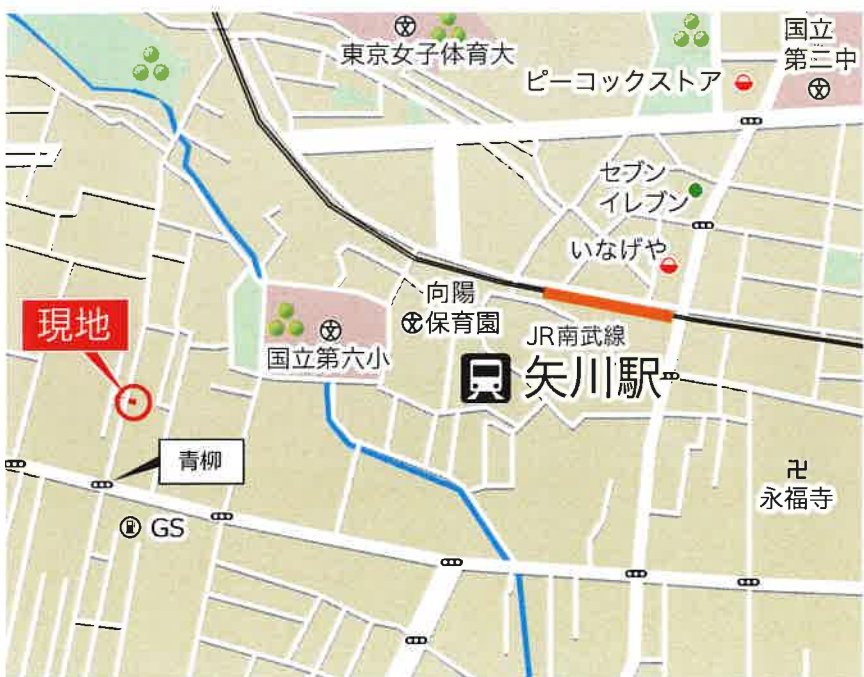 東京女子体育大
国立
第三中
ピーコックストア
セブン
イレブン
いなげや
向陽
保育園
JR南武線
矢川駅
国立第六小
現地
青柳
GS
永福寺